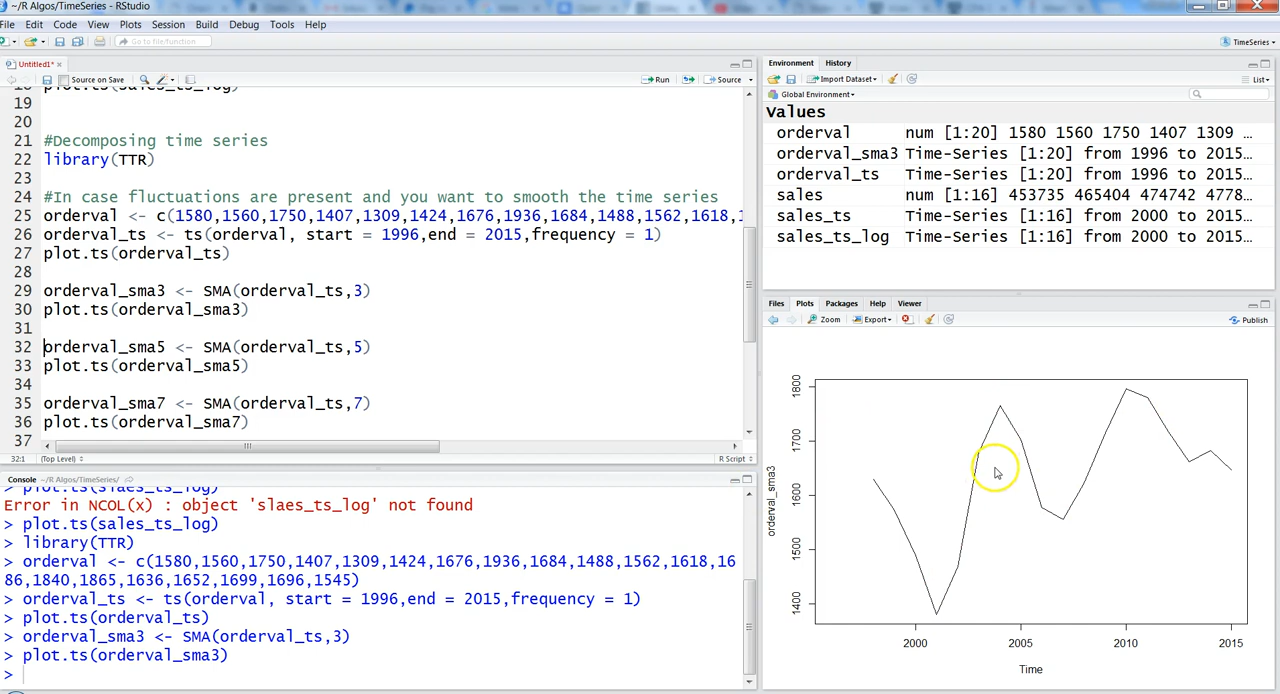 ~/R Algos/TimeSeries - RStudio
File Edit Code View Plots Session Build Debug Tools Help
Go to file/function
TimeSeries
Untitled1*
Source on Save
Run
Source
18 plot.ts(sales_ts_log)
19
20
21 #Decomposing time series
22 library(TTR)
23
24 #In case fluctuations are present and you want to smooth the time series
25 orderval <- c(1580,1560,1750,1407,1309,1424,1676,1936,1684,1488,1562,1618,1
26 orderval_ts <- ts(orderval, start = 1996,end = 2015,frequency = 1)
27 plot.ts(orderval_ts)
28
29 orderval_sma3 <- SMA(orderval_ts,3)
30 plot.ts(orderval_sma3)
31
32 orderval_sma5 <- SMA(orderval_ts,5)
33 plot.ts(orderval_sma5)
34
35 orderval_sma7 <- SMA(orderval_ts,7)
36 plot.ts(orderval_sma7)
37
32:1 (Top Level) R Script
Console ~/R Algos/TimeSeries/
> plot.ts(slaes_ts_log)
Error in NCOL(x) : object 'slaes_ts_log' not found
> plot.ts(sales_ts_log)
> library(TTR)
> orderval <- c(1580,1560,1750,1407,1309,1424,1676,1936,1684,1488,1562,1618,16
86,1840,1865,1636,1652,1699,1696,1545)
> orderval_ts <- ts(orderval, start = 1996,end = 2015,frequency = 1)
> plot.ts(orderval_ts)
> orderval_sma3 <- SMA(orderval_ts,3)
> plot.ts(orderval_sma3)
>
Environment History
Import Dataset
List
Global Environment
Values
orderval num [1:20] 1580 1560 1750 1407 1309 ...
orderval_sma3 Time-Series [1:20] from 1996 to 2015...
orderval_ts Time-Series [1:20] from 1996 to 2015...
sales num [1:16] 453735 465404 474742 4778...
sales_ts Time-Series [1:16] from 2000 to 2015...
sales_ts_log Time-Series [1:16] from 2000 to 2015...
Files Plots Packages Help Viewer
Zoom Export Publish
orderval_sma3
1800
1700
1600
1500
1400
2000 2005 2010 2015
Time